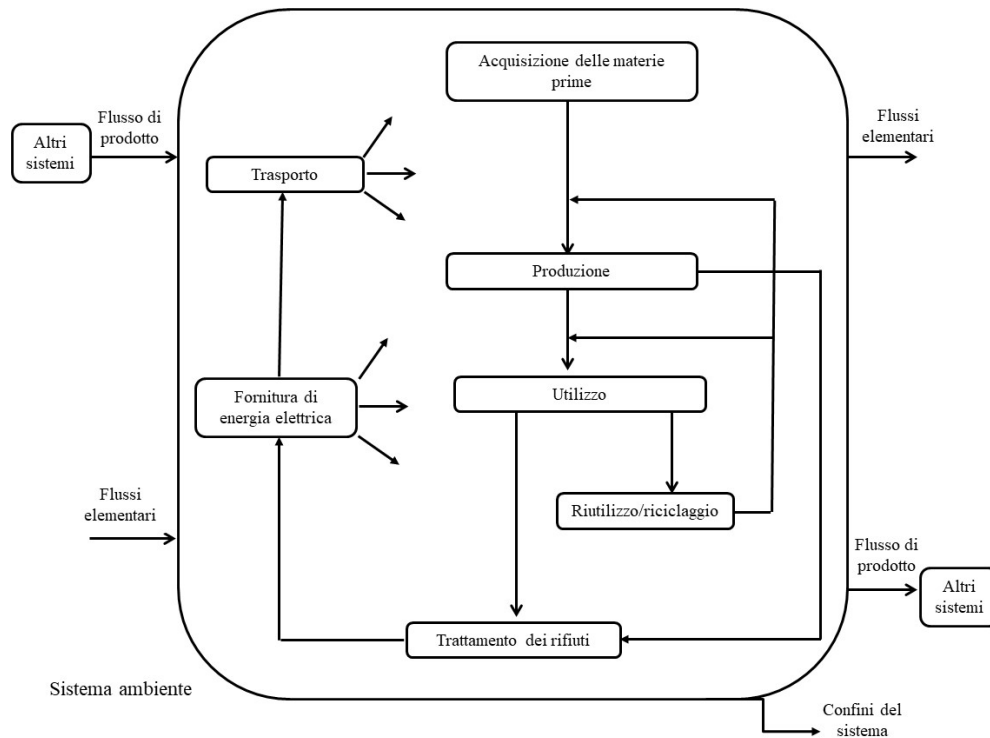 Acquisizione delle materie
prime
Flusso di
prodotto
Altri
sistemi
Flussi
elementari
Trasporto
Produzione
Fornitura di
energia elettrica
Utilizzo
Flussi
elementari
Riutilizzo/riciclaggio
Flusso di
prodotto
Altri
sistemi
Trattamento dei rifiuti
Sistema ambiente
Confini del
sistema